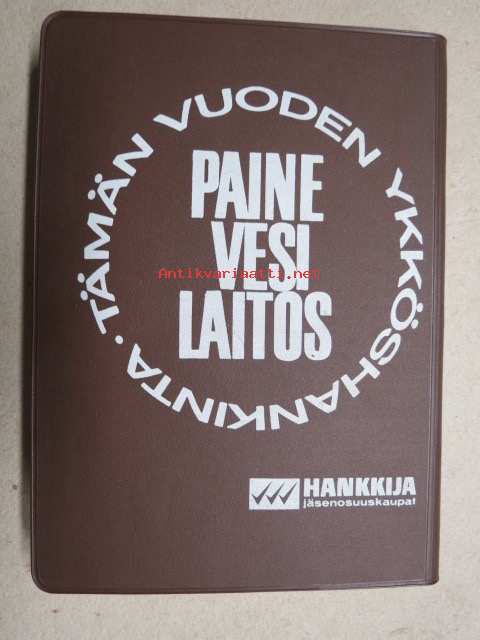 TÄMÄN VUODEN YKKÖSHANKINTA •
PAINE
VESI
LAITOS
Antikvariaatti.net
HANKKIJA
jäsenosuuskaupat